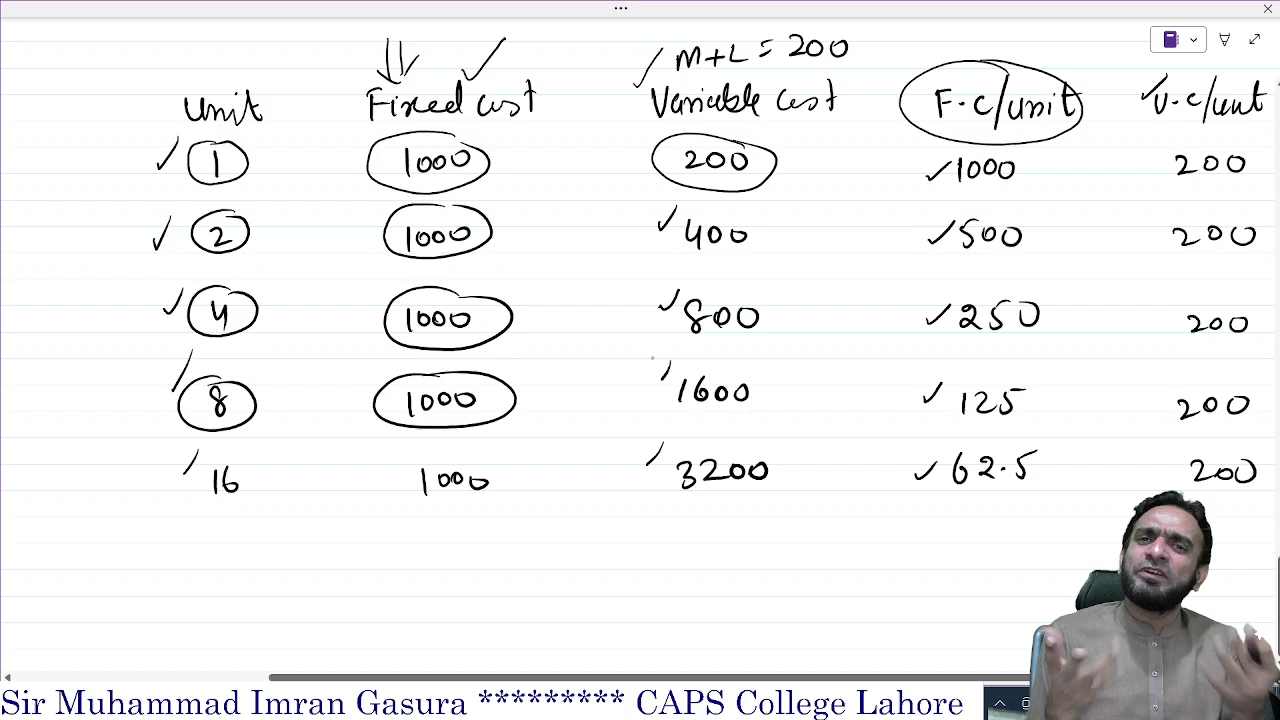 M+L = 200
Unit Fixed cost Variable cost F.C/unit V.C/unit
1 1000 200 1000 200
2 1000 400 500 200
4 1000 800 250 200
8 1000 1600 125 200
16 1000 3200 62.5 200
Sir Muhammad Imran Gasura ********* CAPS College Lahore